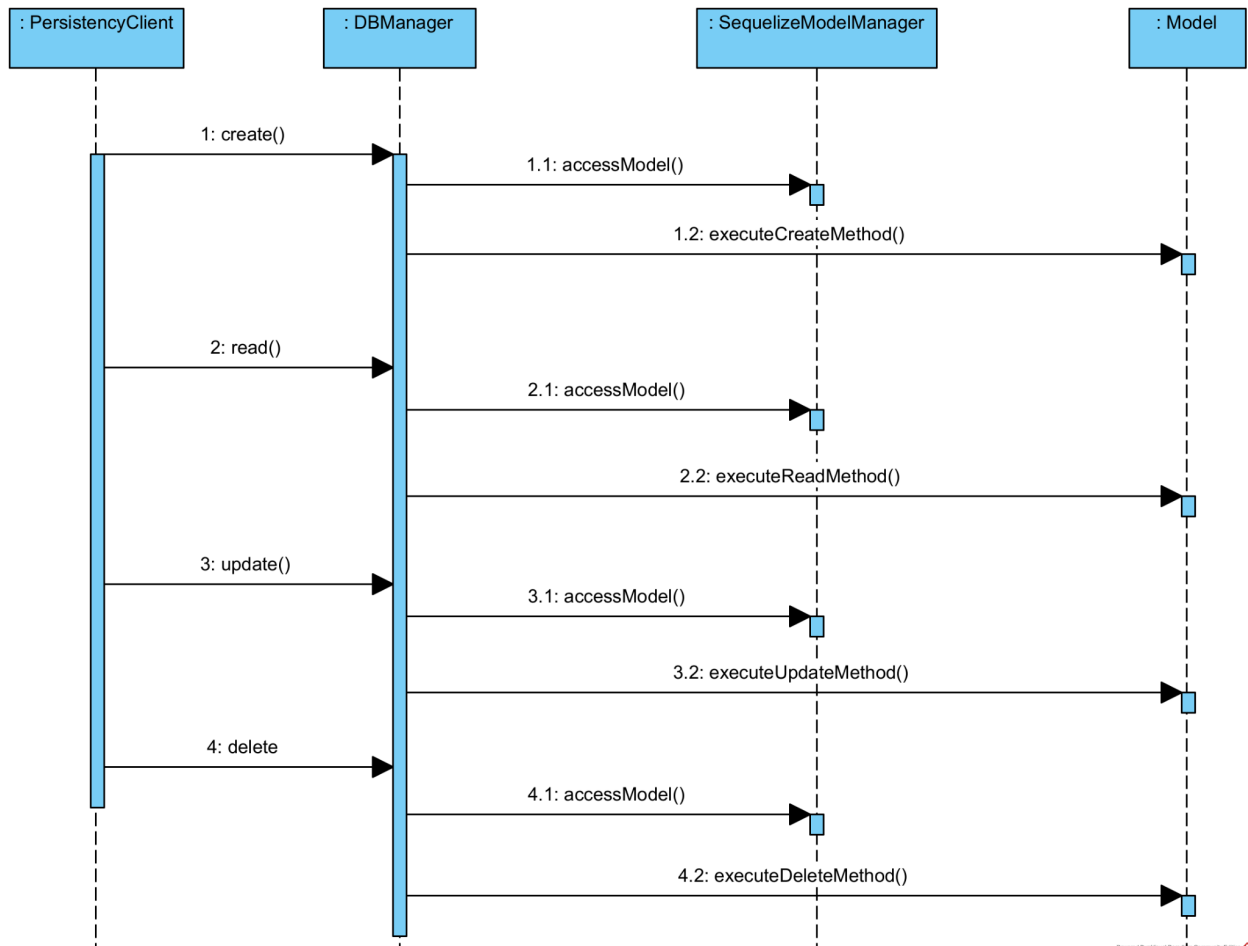 : PersistencyClient
: DBManager
: SequelizeModelManager
: Model
1: create()
1.1: accessModel()
1.2: executeCreateMethod()
2: read()
2.1: accessModel()
2.2: executeReadMethod()
3: update()
3.1: accessModel()
3.2: executeUpdateMethod()
4: delete
4.1: accessModel()
4.2: executeDeleteMethod()